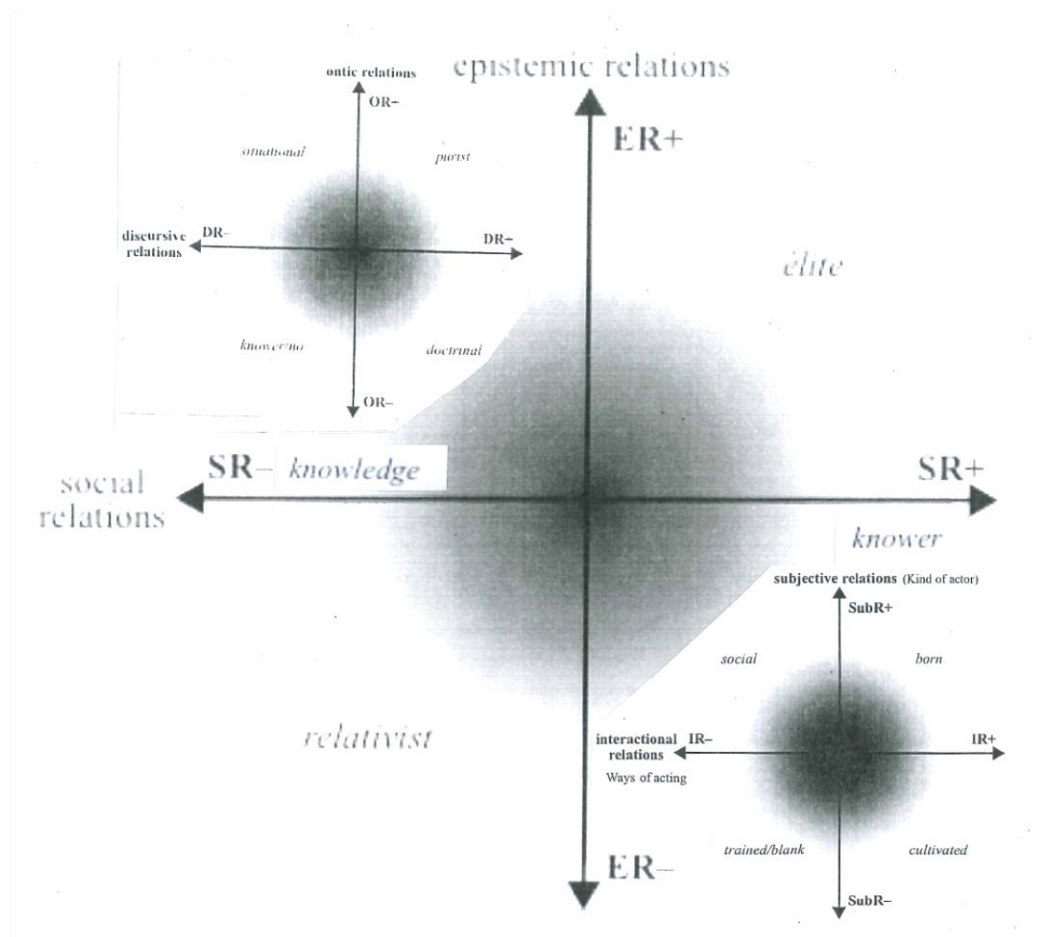 epistemic relations
ontic relations
OR–
ER+
situational
purist
discursive
relations
DR–
DR+
élite
knower/no
doctrinal
OR–
SR–
knowledge
SR+
social
relations
knower
subjective relations (Kind of actor)
SubR+
social
born
relativist
interactional
relations
IR–
IR+
Ways of acting
trained/blank
cultivated
ER–
SubR–